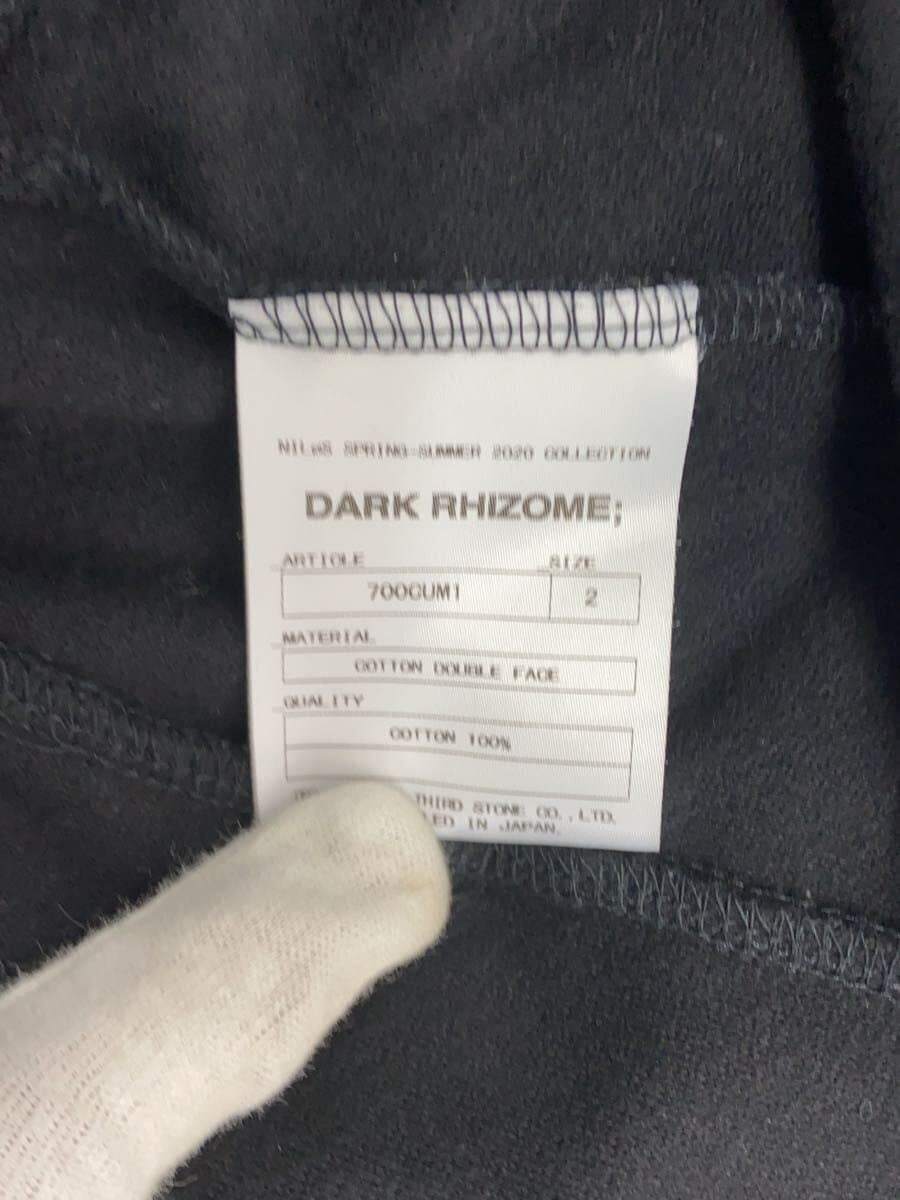 NILøS SPRING-SUMMER 2020 COLLECTION
DARK RHIZOME;
ARTICLE SIZE
700CUM1 2
MATERIAL
COTTON DOUBLE FACE
QUALITY
COTTON 100%
THIRD STONE CO.,LTD.
IN JAPAN.